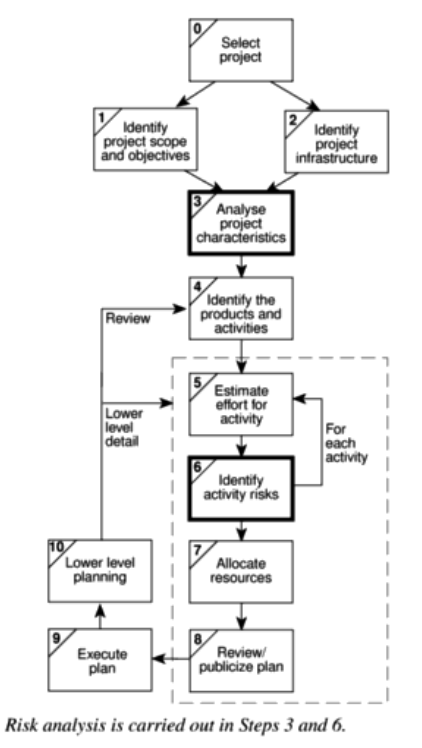 0
Select
project
1
Identify
project scope
and objectives
2
Identify
project
infrastructure
3
Analyse
project
characteristics
4
Identify the
products and
activities
Review
5
Estimate
effort for
activity
Lower
level
detail
For
each
activity
6
Identify
activity risks
10
Lower level
planning
7
Allocate
resources
9
Execute
plan
8
Review/
publicize plan
Risk analysis is carried out in Steps 3 and 6.